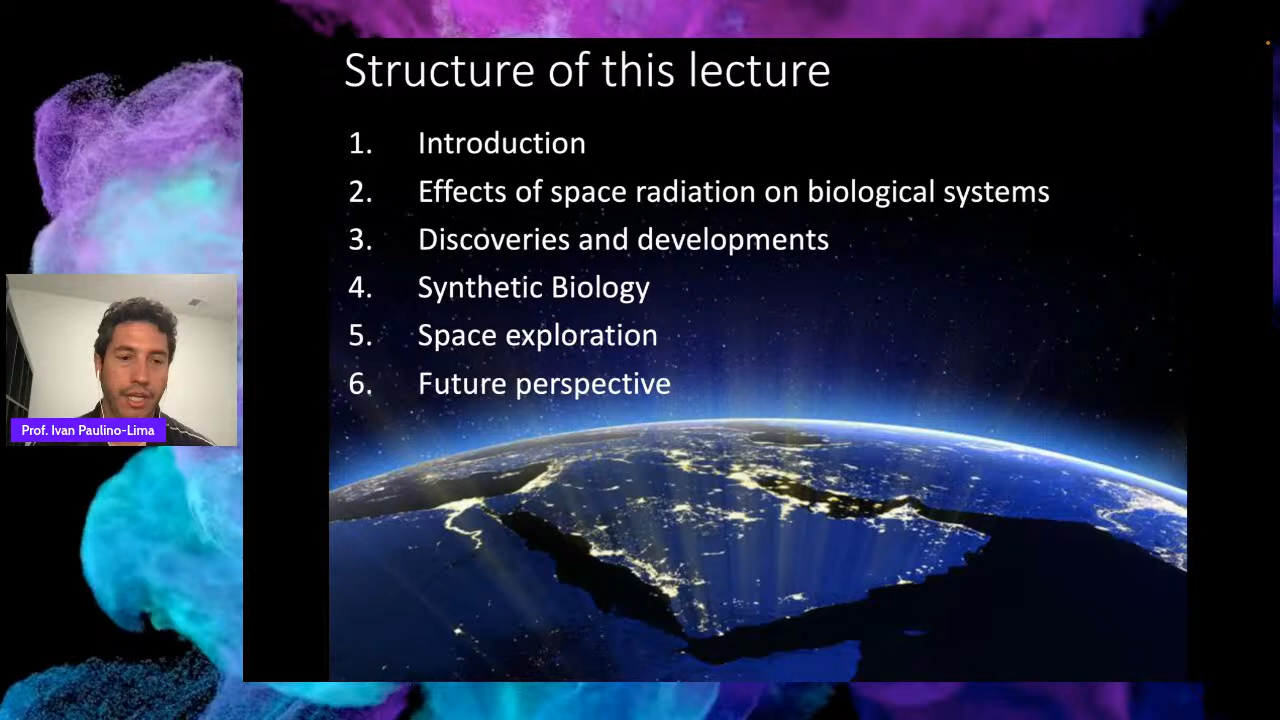 Structure of this lecture
1. Introduction
2. Effects of space radiation on biological systems
3. Discoveries and developments
4. Synthetic Biology
5. Space exploration
6. Future perspective
Prof. Ivan Paulino-Lima